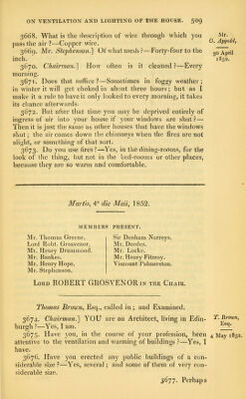 ON VENTILATION AND LIGHTING OF THE HOUSE. 509
3668. What is the description of wire through which you
pass the air ?—Copper wire.
Mr.
G. Appold,
30 April
1852.
3669. Mr. Stephenson.] Of what mesh ?—Forty-four to the
inch.
3670. Chairman.] How often is it cleaned ?—Every
morning.
3671. Does that suffice ?—Sometimes in foggy weather;
in winter it will get choked in about three hours; but as I
make it a rule to have it only looked to every morning, it takes
its chance afterwards.
3672. But after that time you may be deprived entirely of
ingress of air into your house if your windows are shut ?—
Then it is just the same as other houses that have the windows
shut; the air comes down the chimneys when the fires are not
alight, or something of that sort.
3673. Do you use fires ?—Yes, in the dining-rooms, for the
look of the thing, but not in the bed-rooms or other places,
because they are so warm and comfortable.
Martis, 4° die Maii, 1852.
MEMBERS PRESENT.
Mr. Thomas Greene.
Lord Robt. Grosvenor.
Mr. Henry Drummond.
Mr. Bankes.
Mr. Henry Hope.
Mr. Stephenson.
Sir Denham Norreys.
Mr. Deedes.
Mr. Locke.
Mr. Henry Fitzroy.
Viscount Palmerston.
Lord ROBERT GROSVENOR IN THE CHAIR.
Thomas Brown, Esq., called in; and Examined.
3674. Chairman.] YOU are an Architect, living in Edin-
burgh ?—Yes, I am.
T. Brown,
Esq.
4 May 1852.
3675. Have you, in the course of your profession, been
attentive to the ventilation and warming of buildings ?—Yes, I
have.
3676. Have you erected any public buildings of a con-
siderable size ?—Yes, several; and some of them of very con-
siderable size.
3677. Perhaps